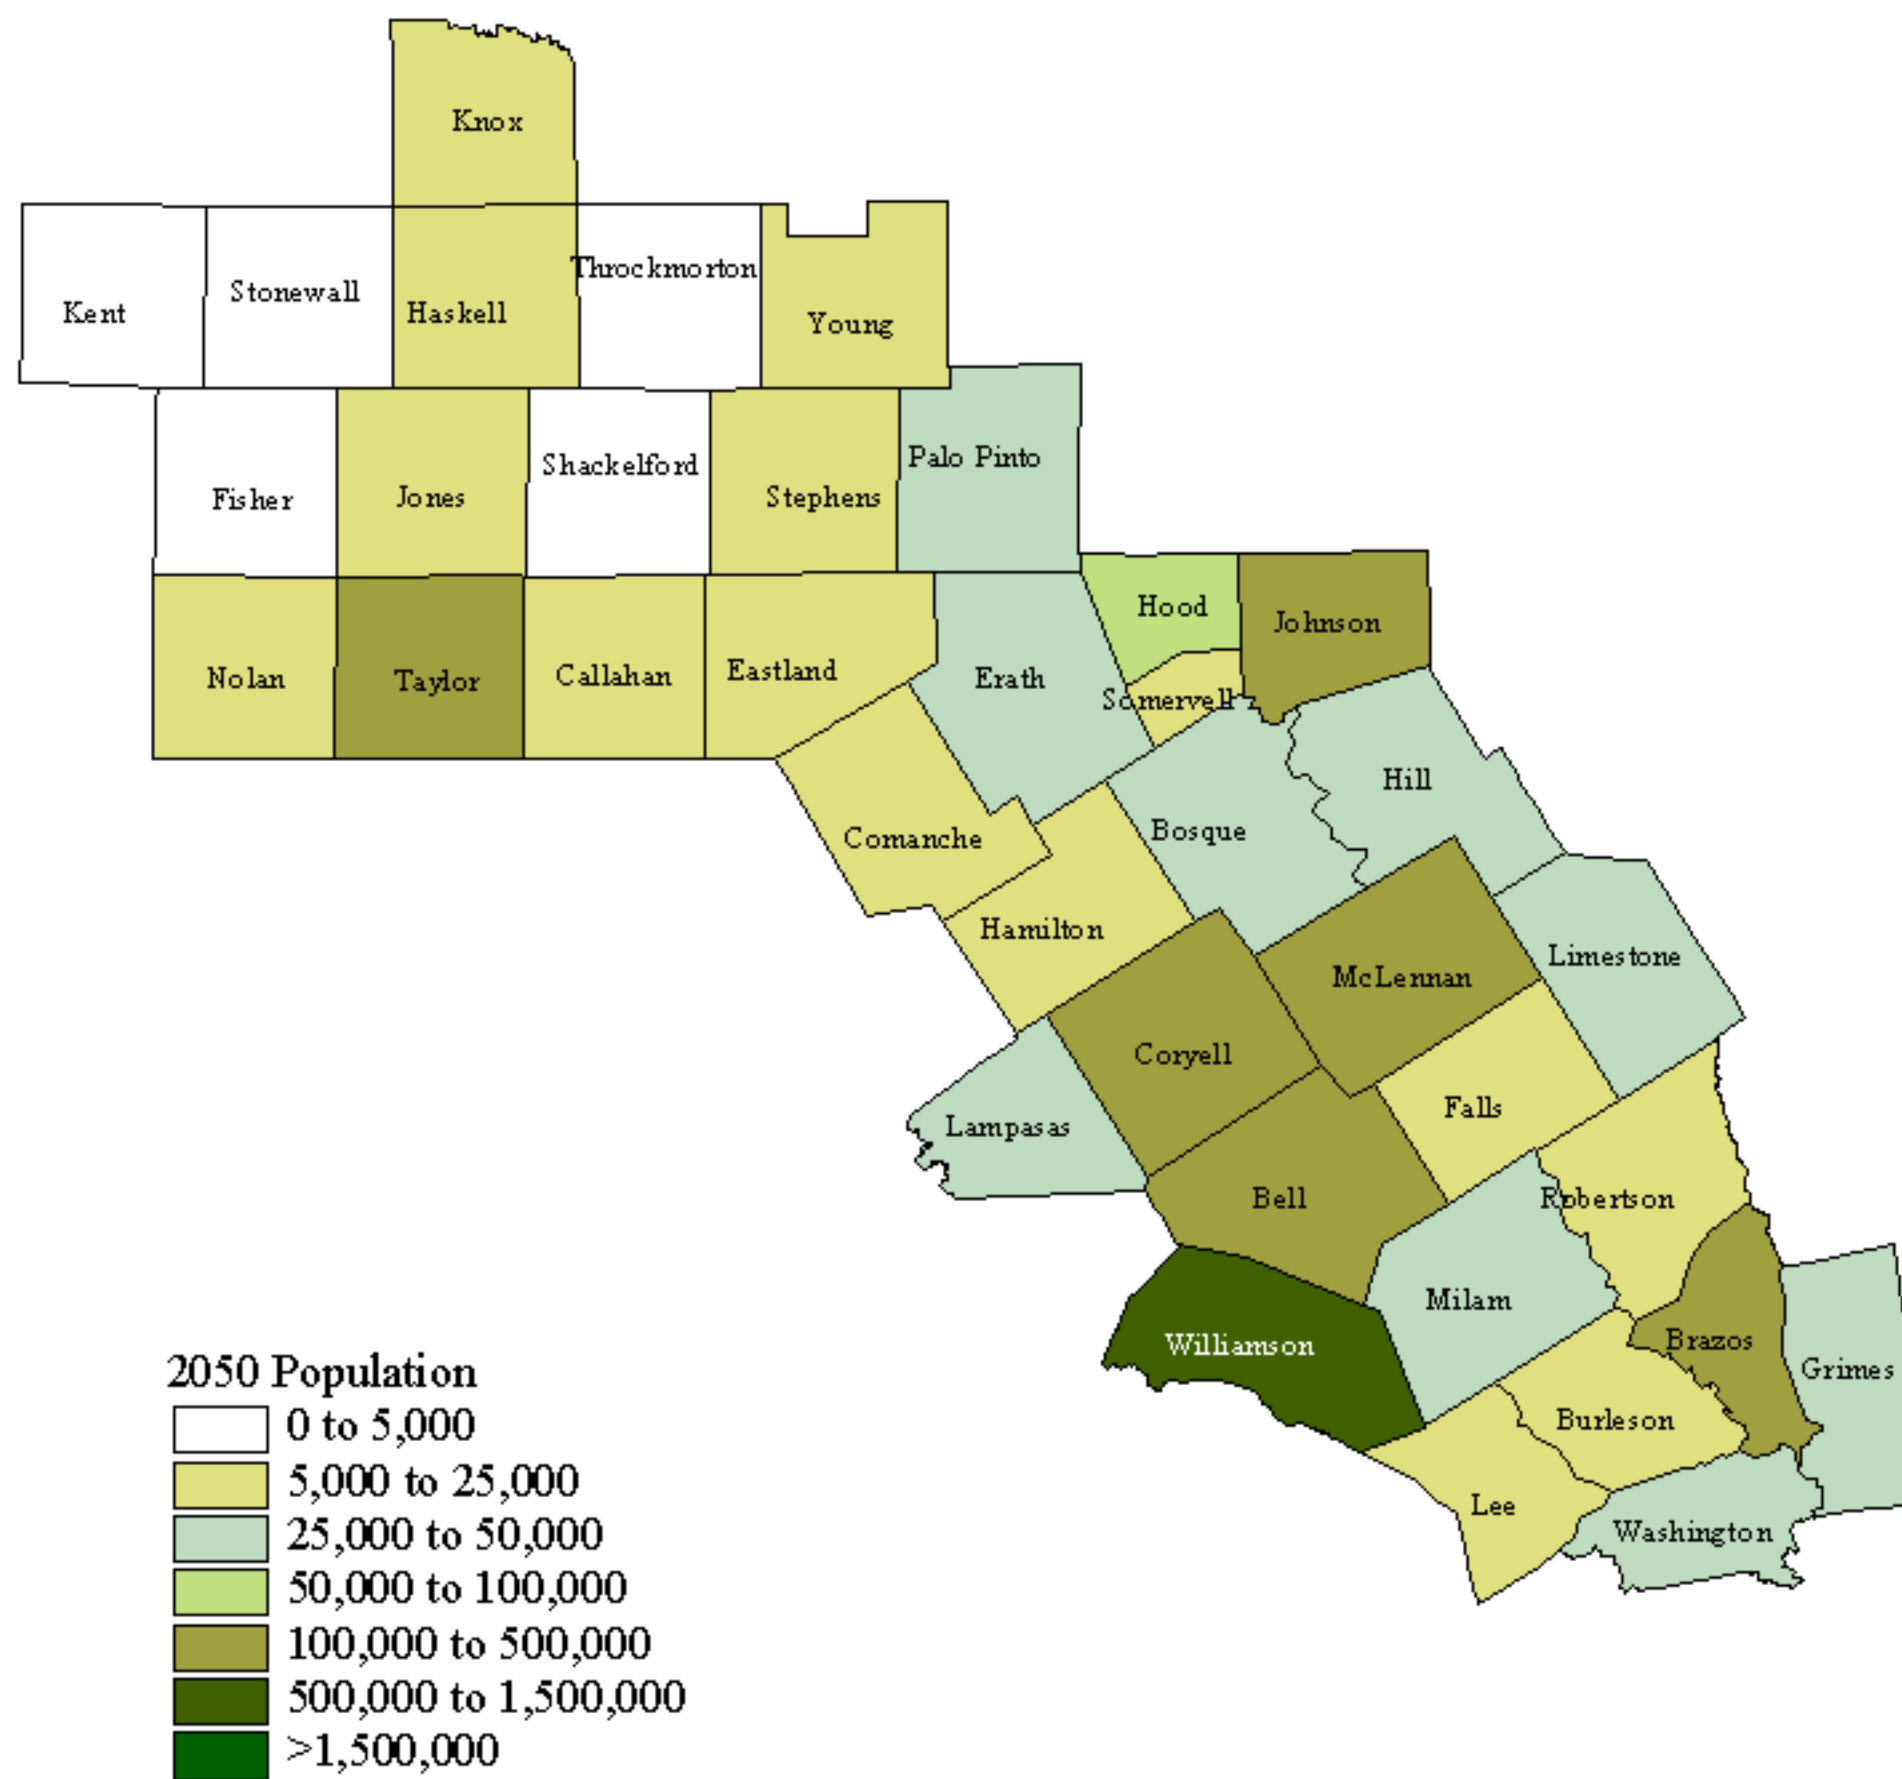 Knox
Throckmorton
Stonewall
Kent
Haskell
Young
Palo Pinto
Shackelford
Fisher
Jones
Stephens
Hood
Johnson
Nolan
Taylor
Callahan
Eastland
Erath
Somervell
Hill
Comanche
Bosque
Hamilton
Limestone
McLennan
Coryell
Falls
Lampasas
Bell
Robertson
Milam
Williamson
Brazos
Grimes
Burleson
Lee
Washington
2050 Population
0 to 5,000
5,000 to 25,000
25,000 to 50,000
50,000 to 100,000
100,000 to 500,000
500,000 to 1,500,000
>1,500,000